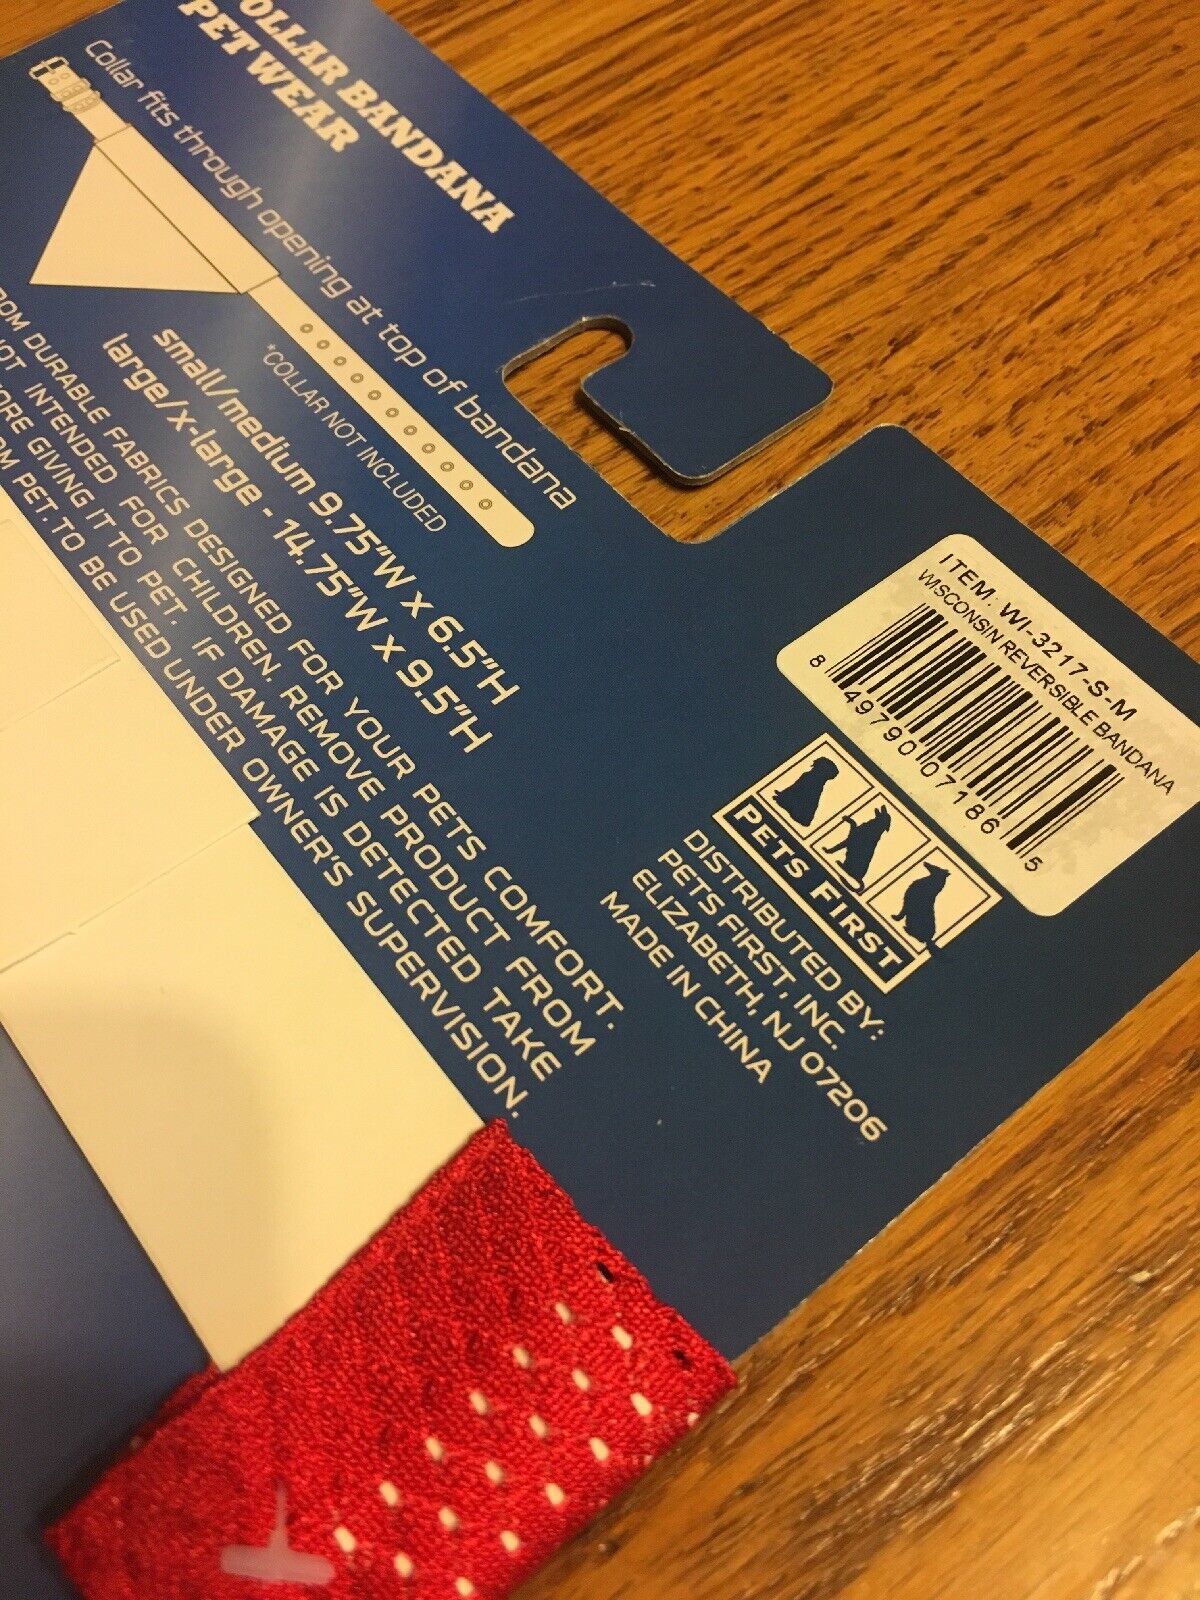 OLLAR BANDANA
PET WEAR
Collar fits through opening at top of bandana
*COLLAR NOT INCLUDED
small/medium 9.75"W x 6.5"H
large/x-large - 14.75"W x 9.5"H
DURABLE FABRICS DESIGNED FOR YOUR PETS COMFORT.
NOT INTENDED FOR CHILDREN. REMOVE PRODUCT FROM
GIVING IT TO PET. IF DAMAGE IS DETECTED TAKE
PET. TO BE USED UNDER OWNER'S SUPERVISION.
ITEM: WI-3217-S-M
WISCONSIN REVERSIBLE BANDANA
8 49790 07186 5
PETS FIRST
DISTRIBUTED BY:
PETS FIRST, INC.
ELIZABETH, NJ 07206
MADE IN CHINA